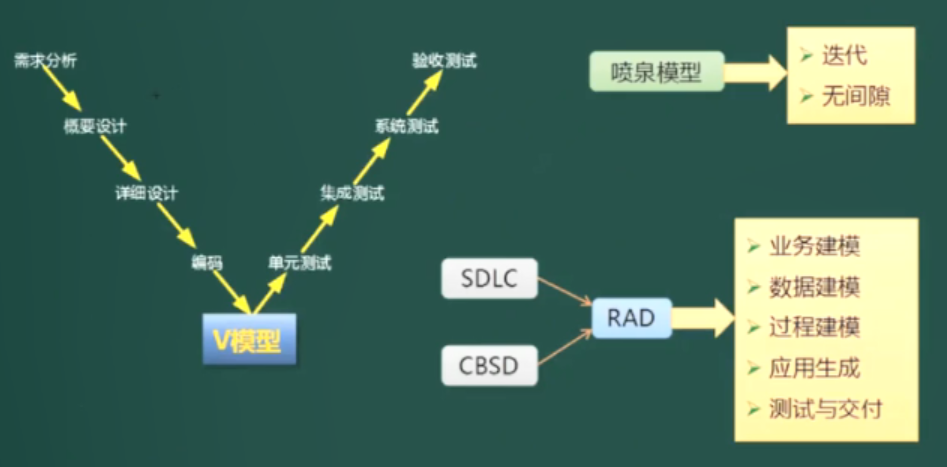 需求分析
概要设计
详细设计
编码
V模型
单元测试
集成测试
系统测试
验收测试
喷泉模型
迭代
无间隙
SDLC
CBSD
RAD
业务建模
数据建模
过程建模
应用生成
测试与交付